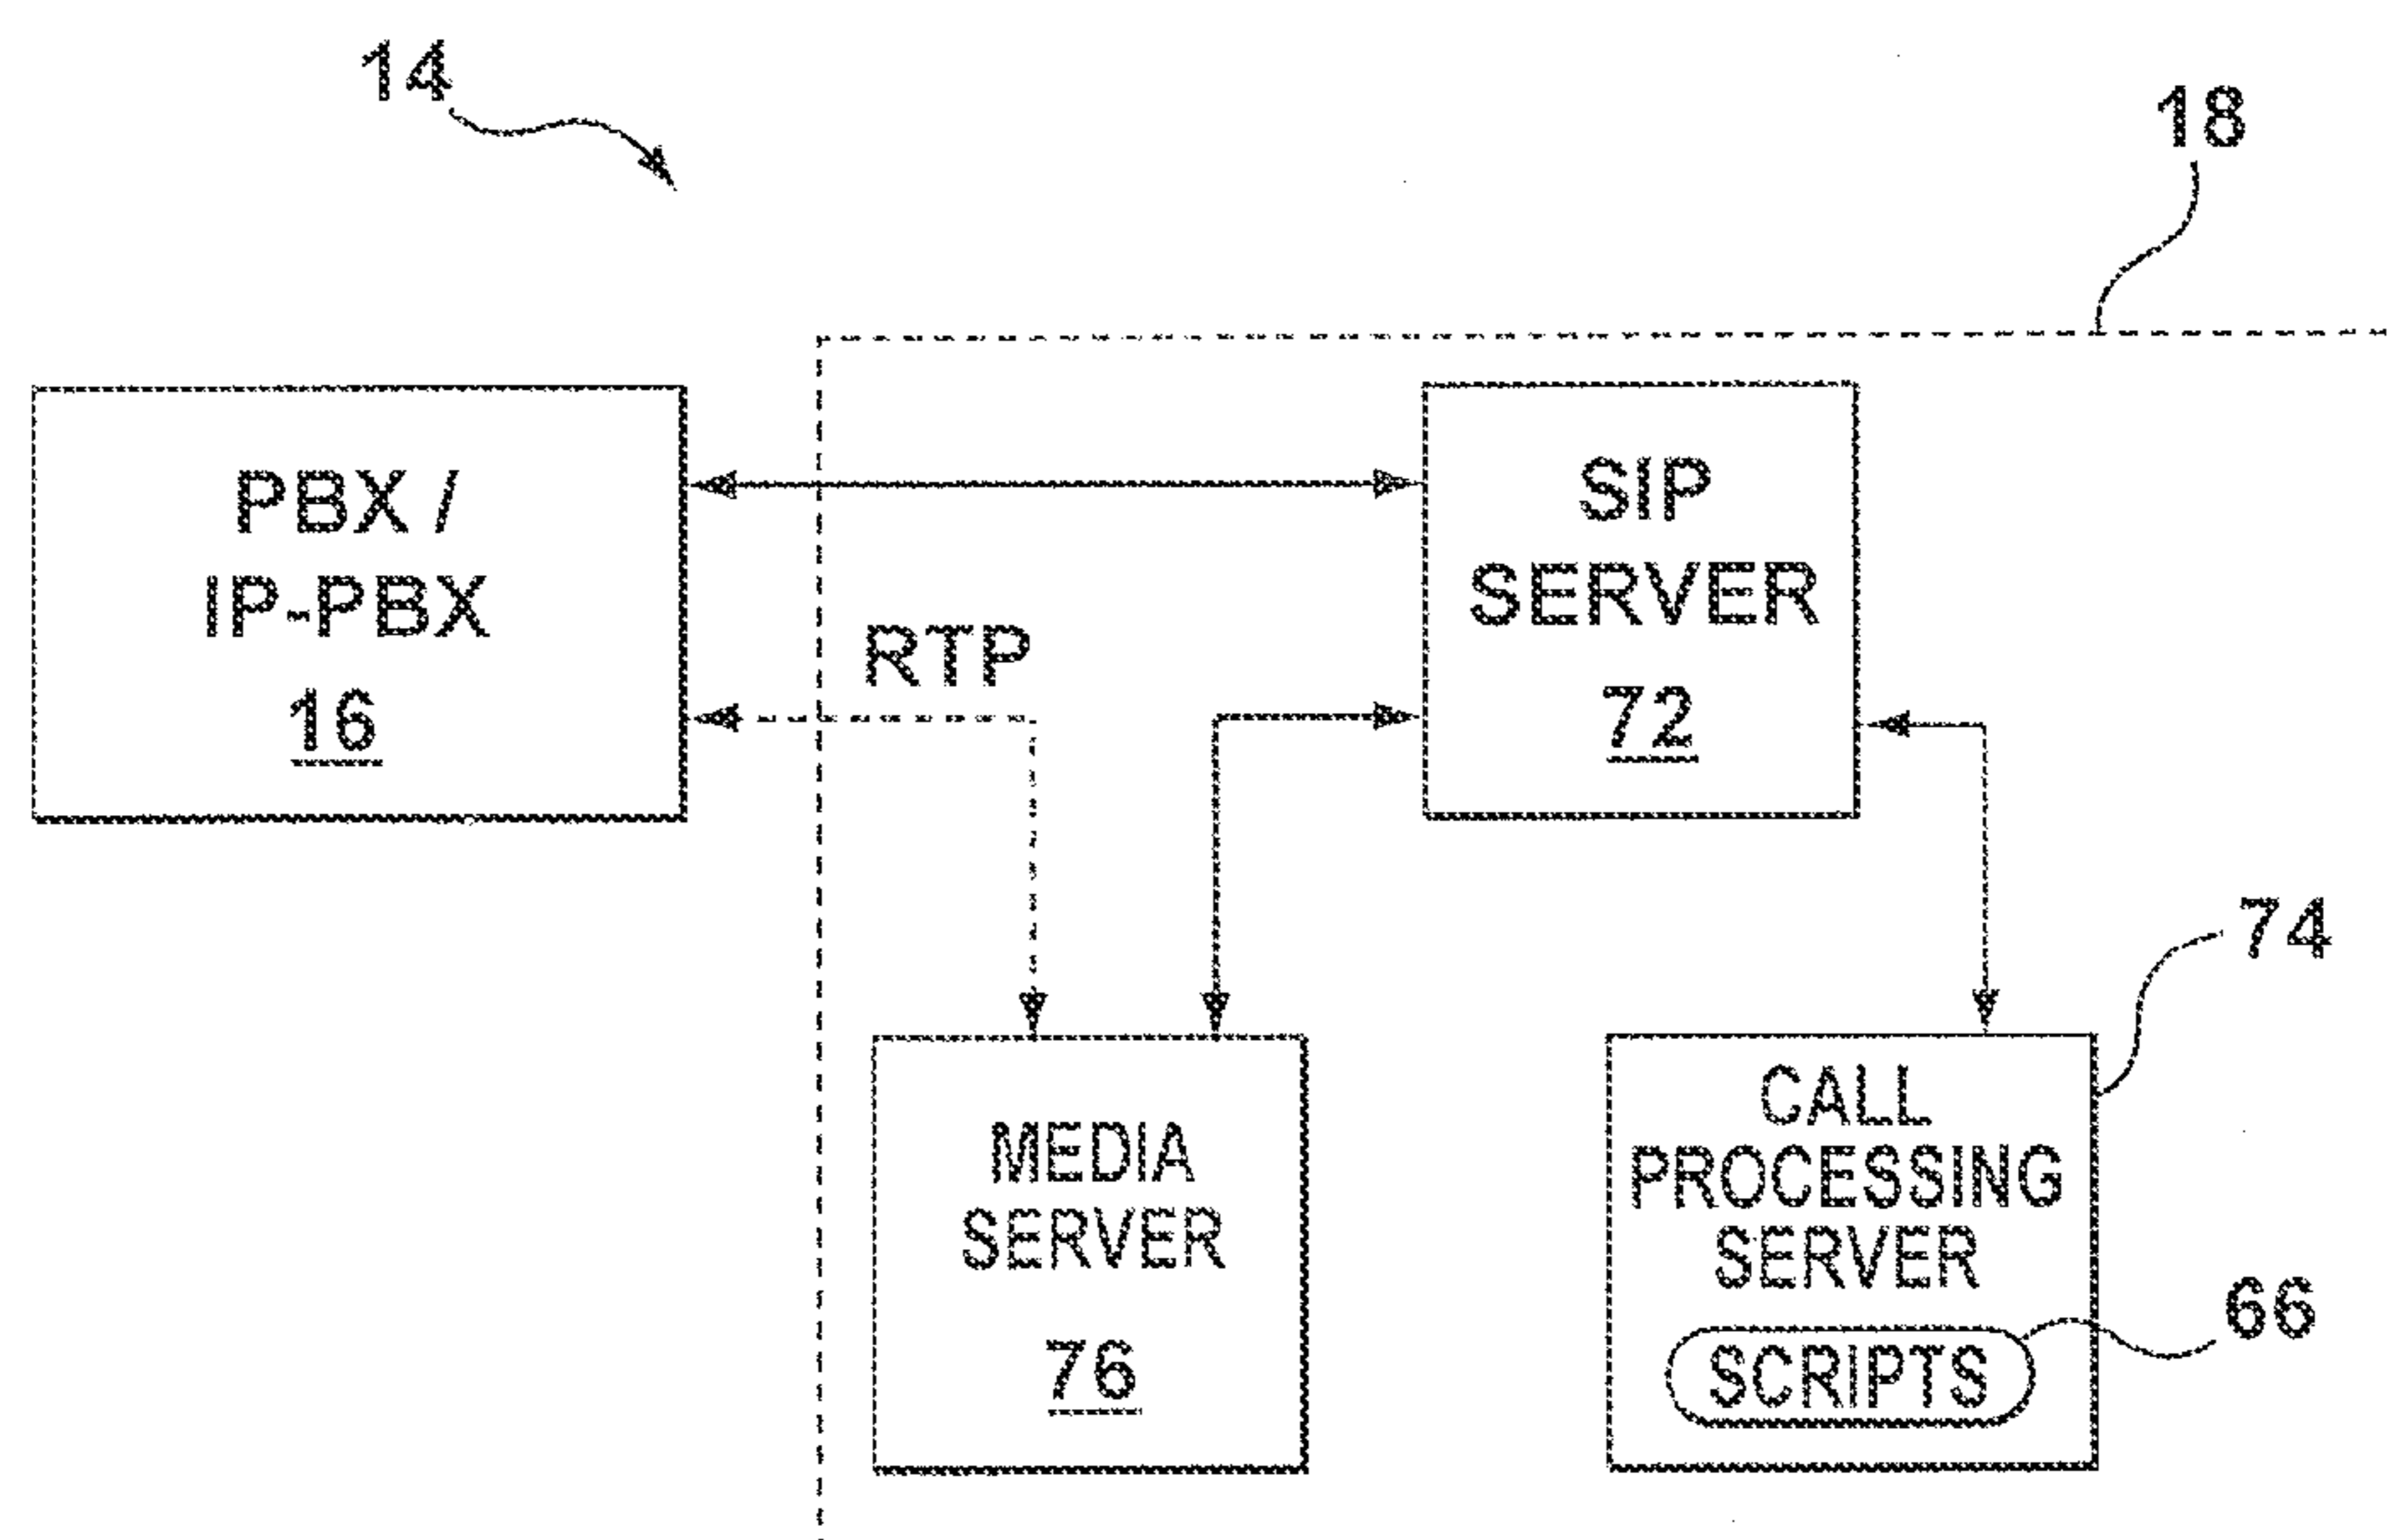 14
18
PBX /
IP-PBX
16
RTP
SIP
SERVER
72
74
MEDIA
SERVER
76
CALL
PROCESSING
SERVER
SCRIPTS
66